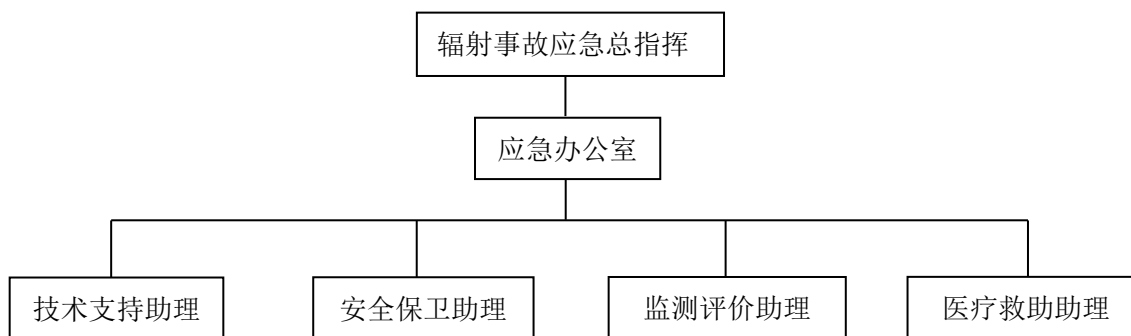 辐射事故应急总指挥
应急办公室
技术支持助理
安全保卫助理
监测评价助理
医疗救助助理